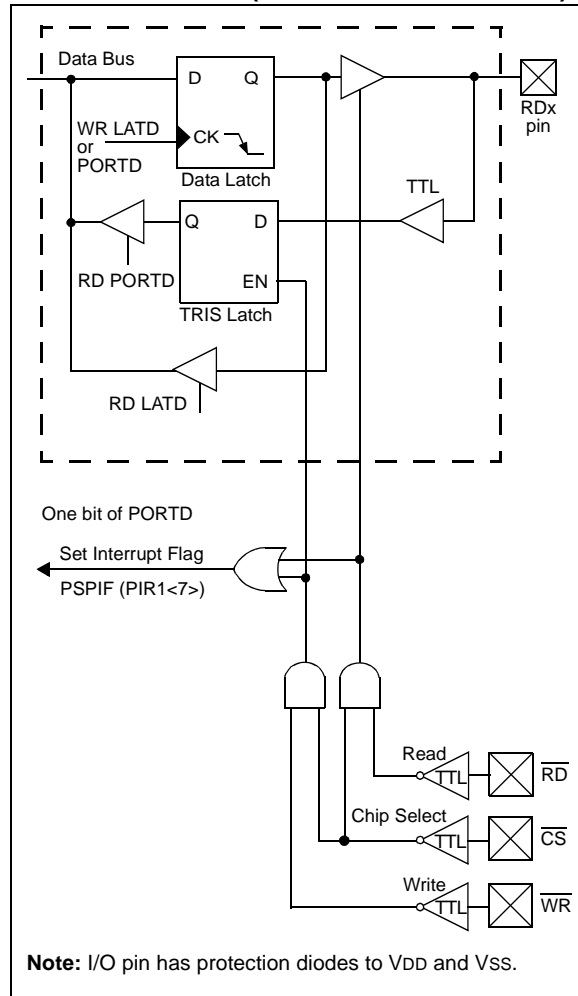 Data Bus
D Q
WR LATD
or
PORTD
CK
Data Latch
RDx
pin
TTL
Q D
RD PORTD
EN
TRIS Latch
RD LATD
One bit of PORTD
Set Interrupt Flag
PSPIF (PIR1<7>)
Read
TTL
RD
Chip Select
TTL
CS
Write
TTL
WR
Note: I/O pin has protection diodes to VDD and VSS.